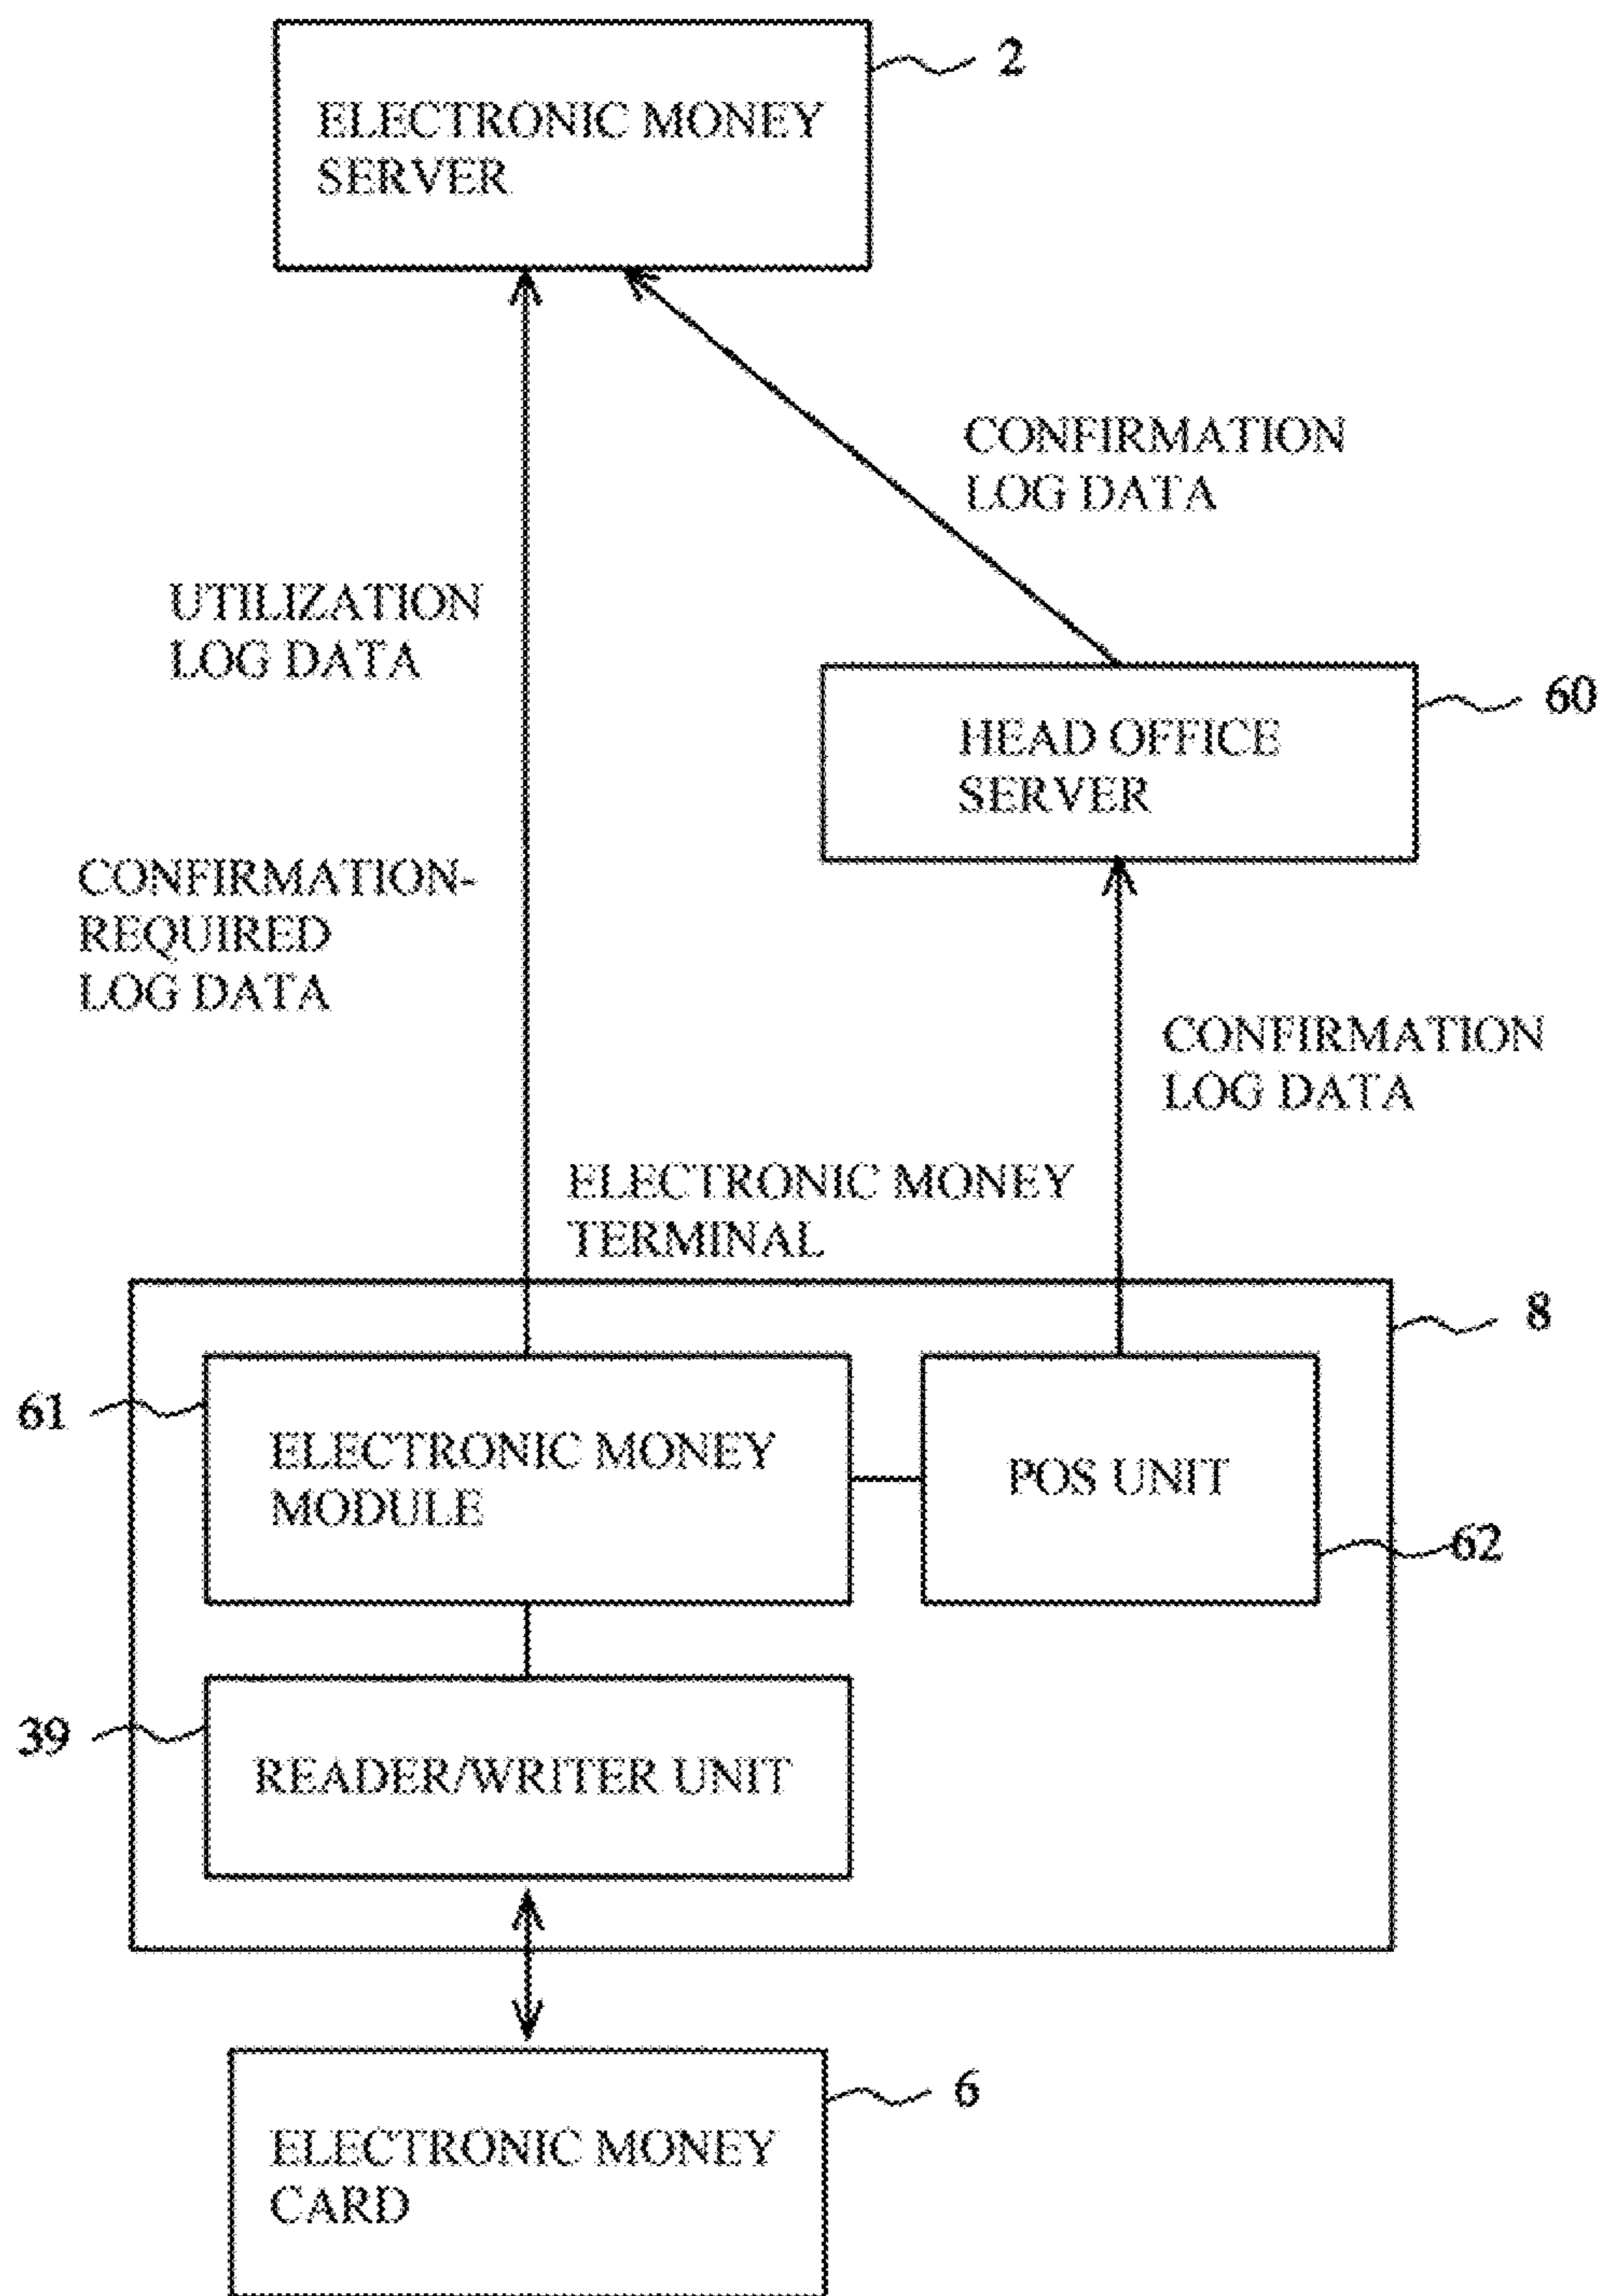 2
ELECTRONIC MONEY
SERVER
CONFIRMATION
LOG DATA
UTILIZATION
LOG DATA
60
HEAD OFFICE
SERVER
CONFIRMATION-
REQUIRED
LOG DATA
CONFIRMATION
LOG DATA
ELECTRONIC MONEY
TERMINAL
8
61
ELECTRONIC MONEY
MODULE
POS UNIT
62
39
READER/WRITER UNIT
6
ELECTRONIC MONEY
CARD